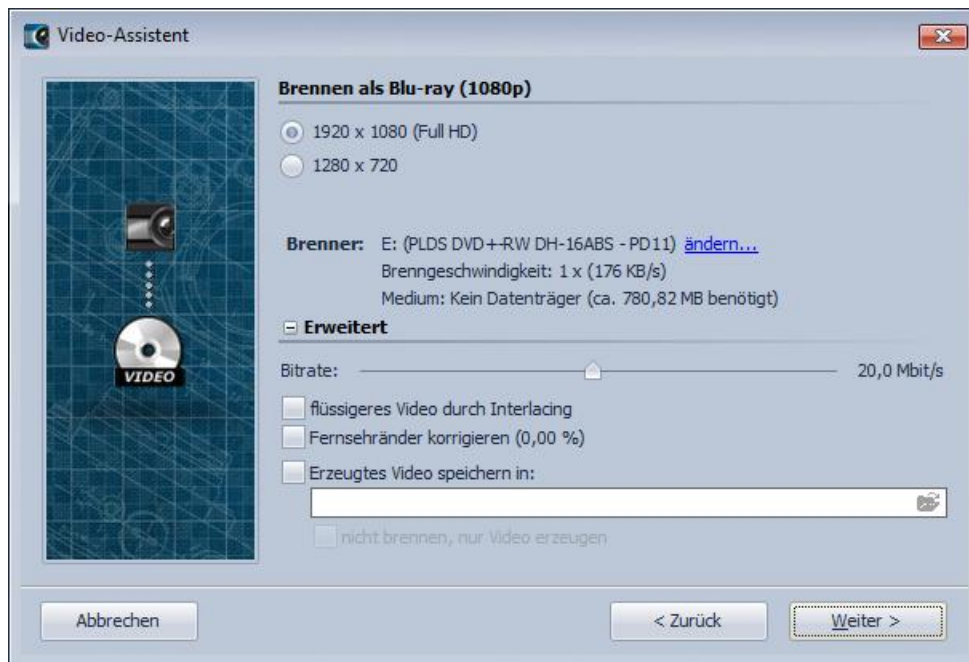 Video-Assistent
Brennen als Blu-ray (1080p)
1920 x 1080 (Full HD)
1280 x 720
Brenner: E: (PLDS DVD+-RW DH-16ABS - PD11) ändern...
Brenngeschwindigkeit: 1 x (176 KB/s)
Medium: Kein Datenträger (ca. 780,82 MB benötigt)
VIDEO
Erweitert
Bitrate: 20,0 Mbit/s
flüssigeres Video durch Interlacing
Fernsehränder korrigieren (0,00 %)
Erzeugtes Video speichern in:
nicht brennen, nur Video erzeugen
Abbrechen < Zurück Weiter >